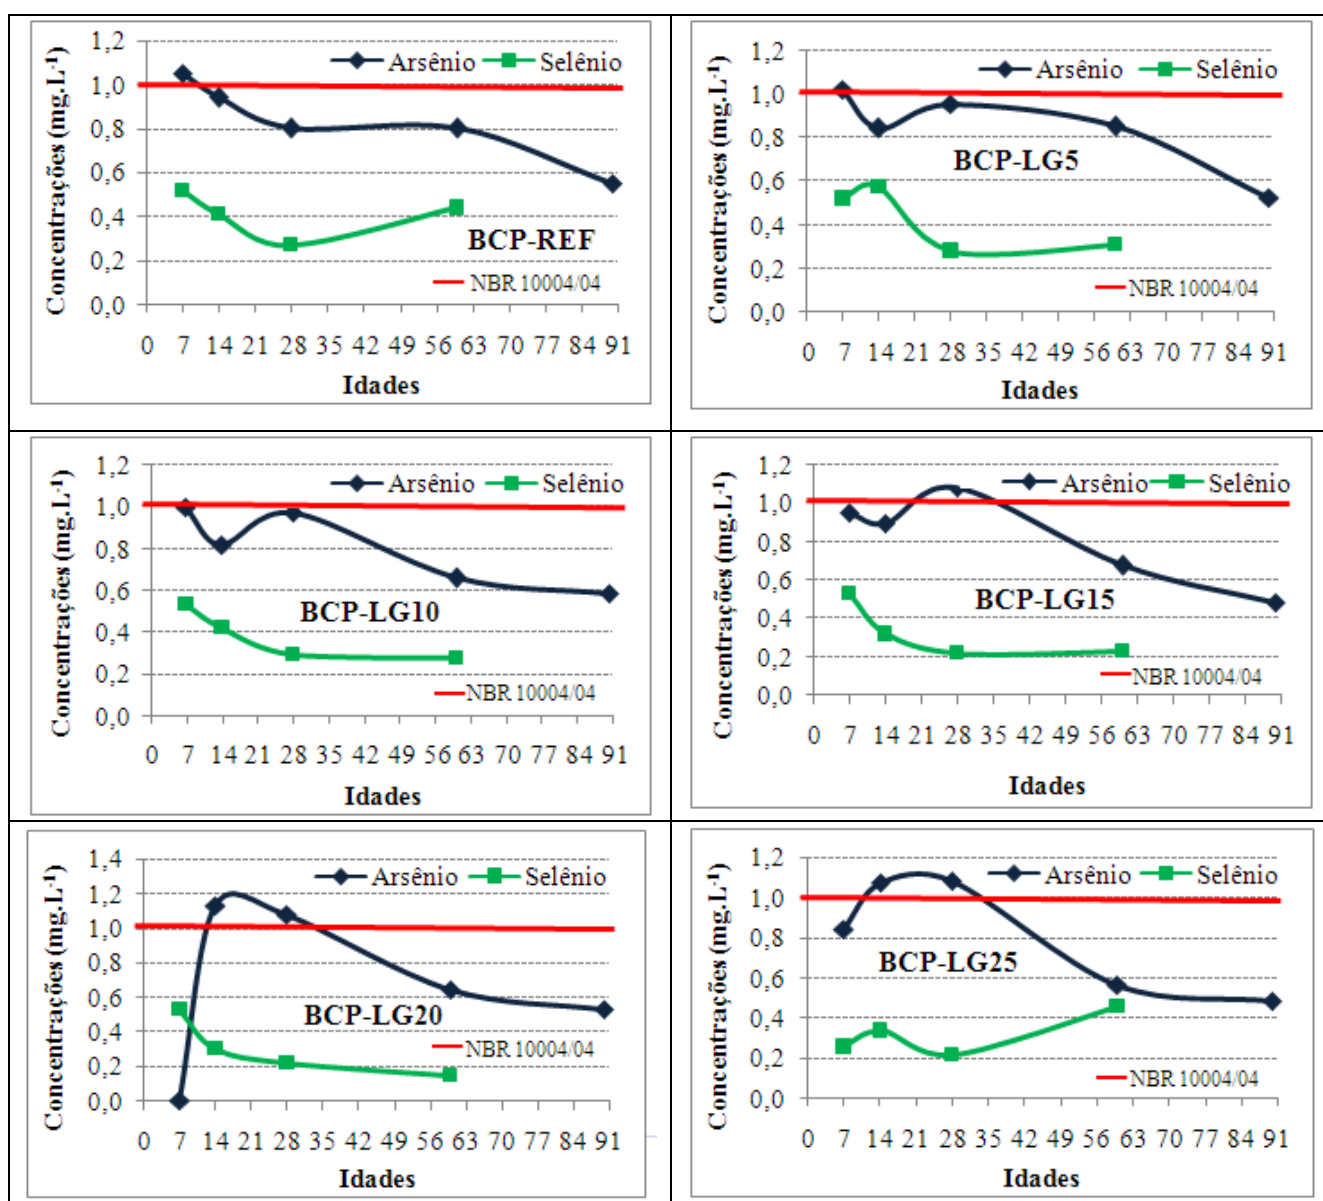 Concentrações (mg.L-1)
1,2
1,0
0,8
0,6
0,4
0,2
0,0
Arsênio Selênio
BCP-REF
NBR 10004/04
0 7 14 21 28 35 42 49 56 63 70 77 84 91
Idades
Concentrações (mg.L-1)
1,2
1,0
0,8
0,6
0,4
0,2
0,0
Arsênio Selênio
BCP-LG5
NBR 10004/04
0 7 14 21 28 35 42 49 56 63 70 77 84 91
Idades
Concentrações (mg.L-1)
1,2
1,0
0,8
0,6
0,4
0,2
0,0
Arsênio Selênio
BCP-LG10
NBR 10004/04
0 7 14 21 28 35 42 49 56 63 70 77 84 91
Idades
Concentrações (mg.L-1)
1,2
1,0
0,8
0,6
0,4
0,2
0,0
Arsênio Selênio
BCP-LG15
NBR 10004/04
0 7 14 21 28 35 42 49 56 63 70 77 84 91
Idades
Concentrações (mg.L-1)
1,4
1,2
1,0
0,8
0,6
0,4
0,2
0,0
Arsênio Selênio
BCP-LG20
NBR 10004/04
0 7 14 21 28 35 42 49 56 63 70 77 84 91
Idades
Concentrações (mg.L-1)
1,2
1,0
0,8
0,6
0,4
0,2
0,0
Arsênio Selênio
BCP-LG25
NBR 10004/04
0 7 14 21 28 35 42 49 56 63 70 77 84 91
Idades